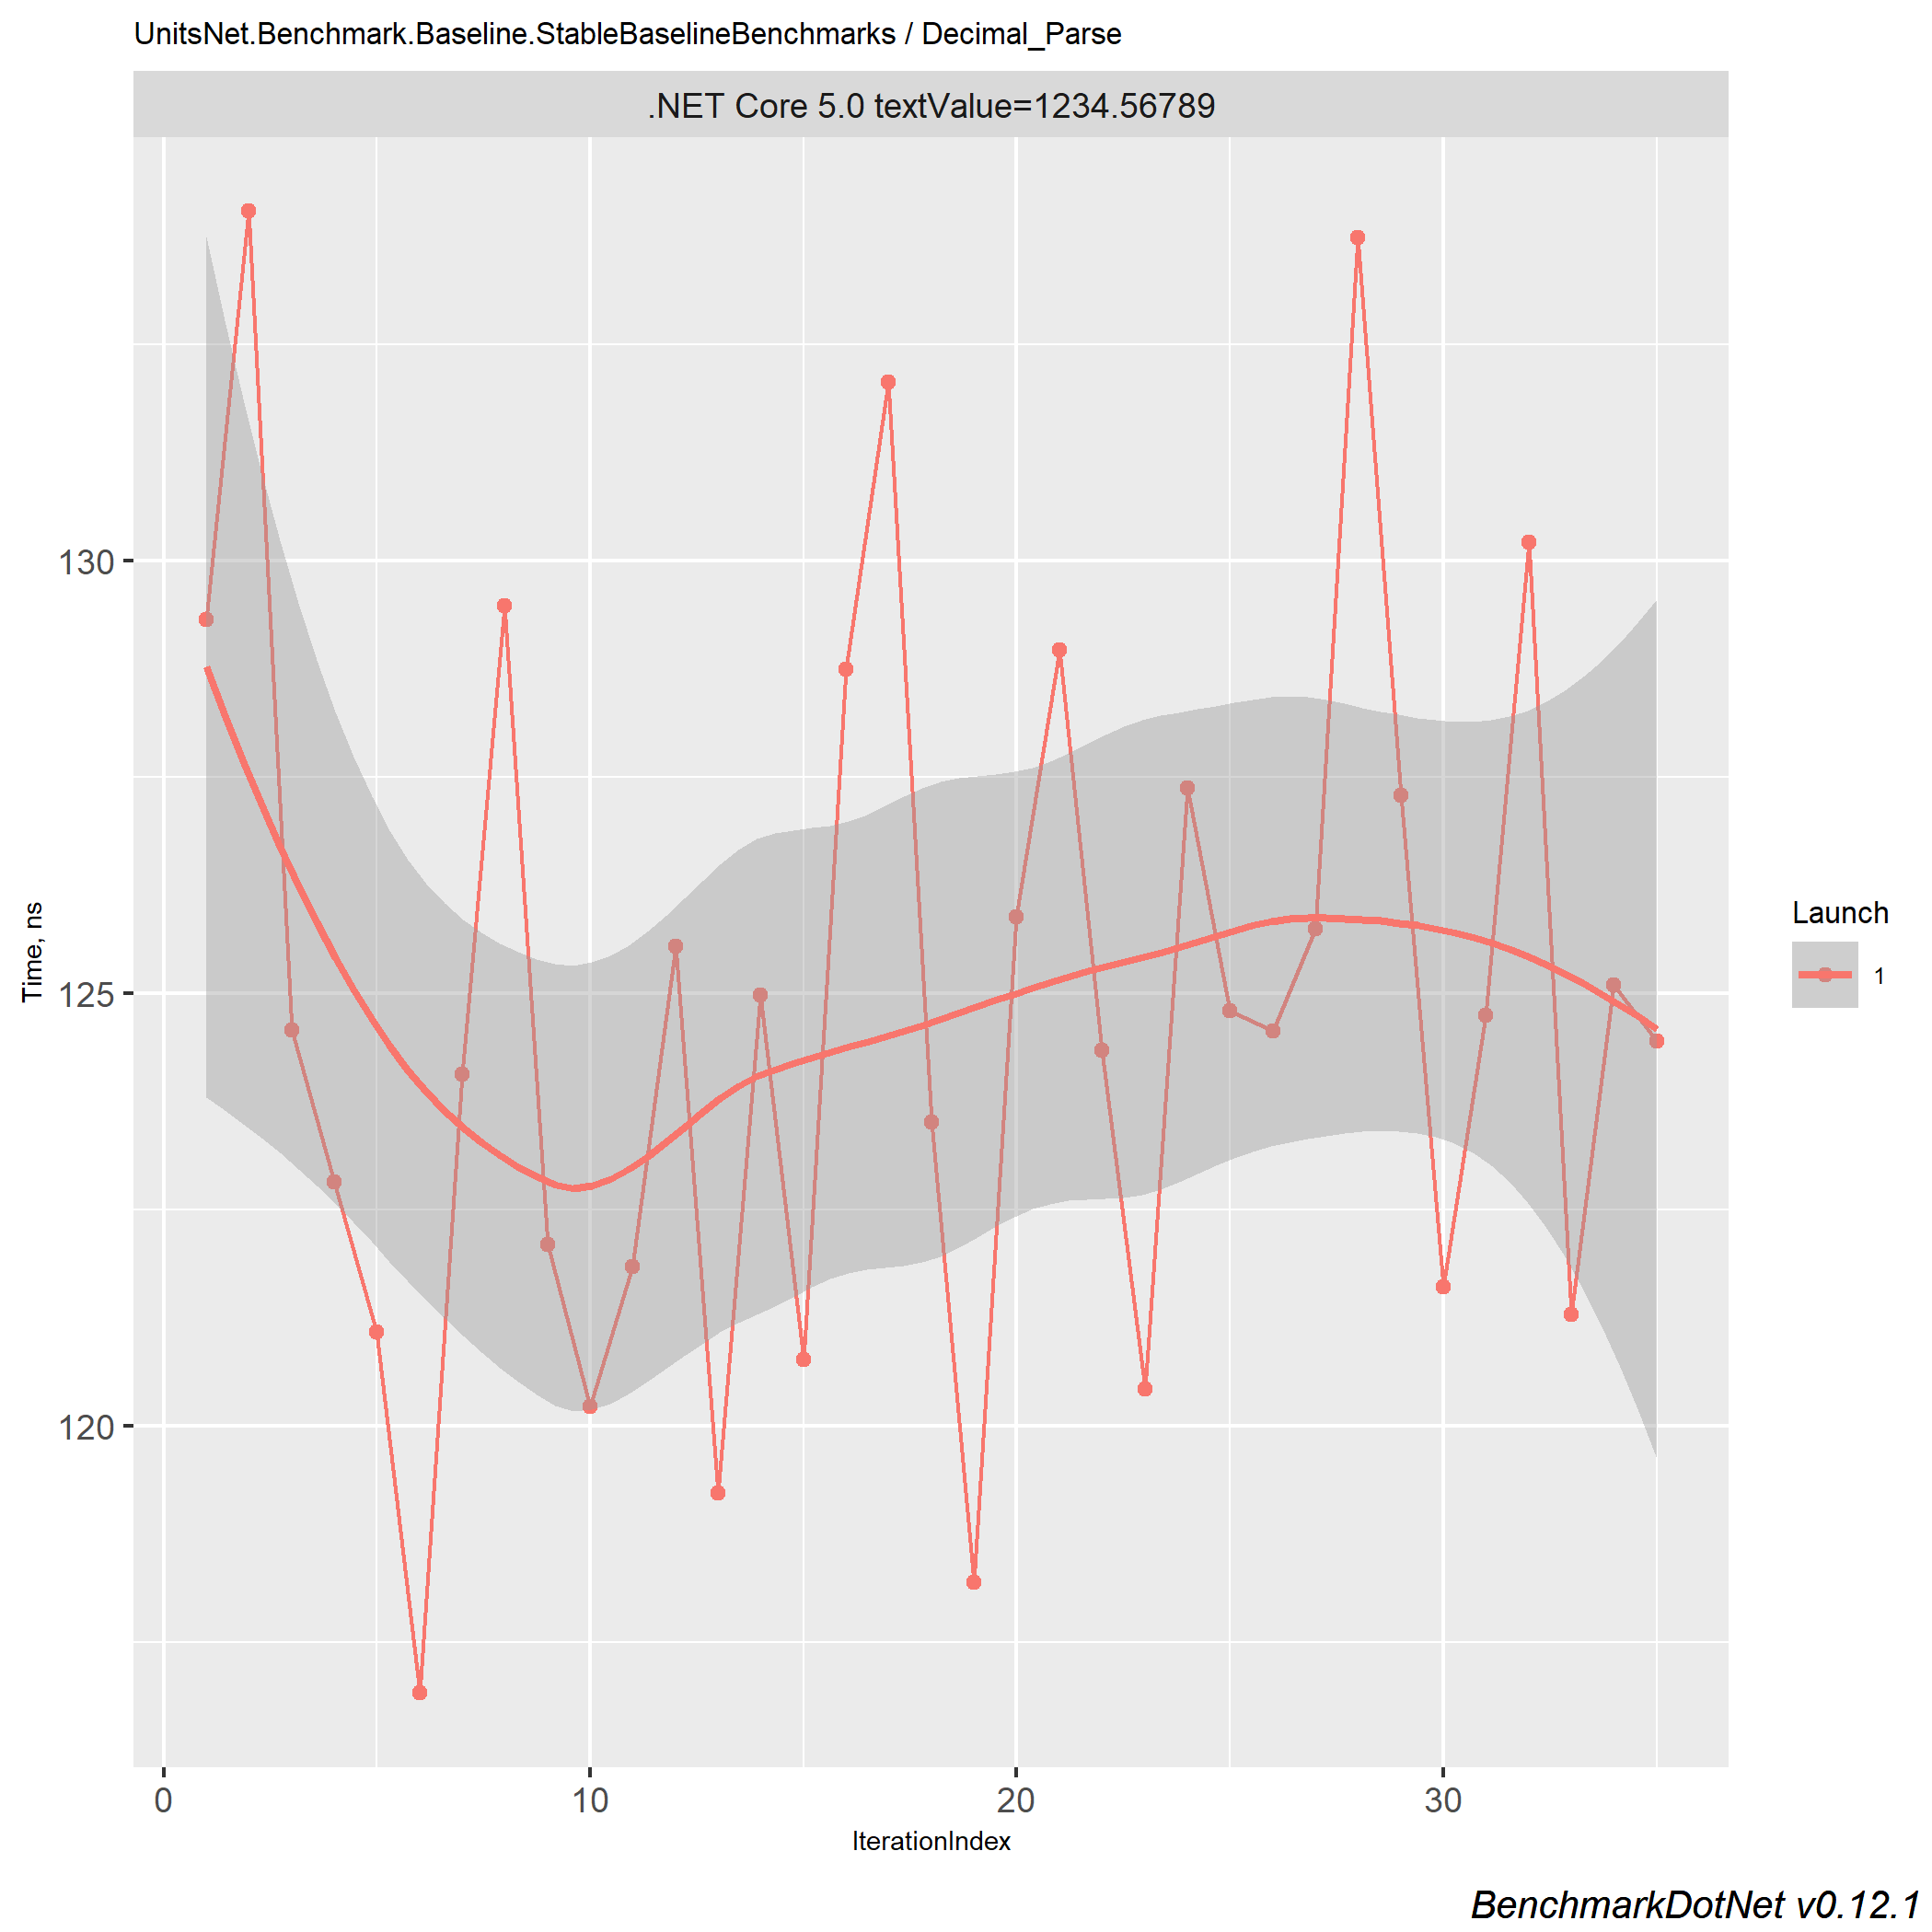 UnitsNet.Benchmark.Baseline.StableBaselineBenchmarks / Decimal_Parse
.NET Core 5.0 textValue=1234.56789
130
125
120
Time, ns
0 10 20 30
IterationIndex
Launch
1
BenchmarkDotNet v0.12.1